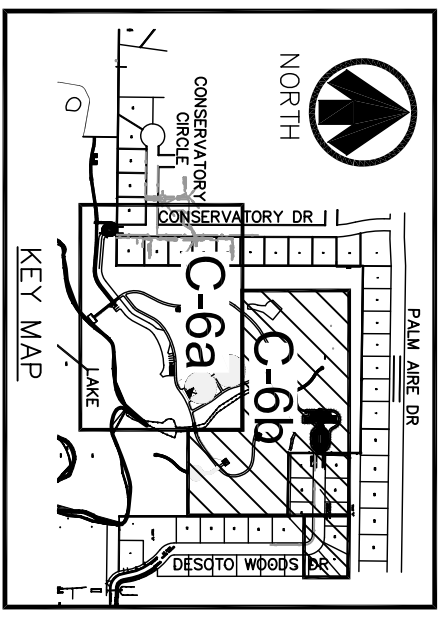 NORTH
CONSERVATORY
CIRCLE
CONSERVATORY DR
PALM AIRE DR
C-6a
C-6b
LAKE
KEY MAP
DESOTO WOODS DR